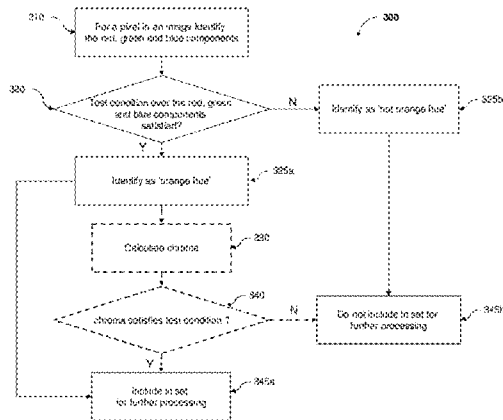 310
For a pixel in an image identify
the red, green and blue components
300
320
Test condition over the red, green
and blue components
satisfied?
N
325b
Identify as 'not orange hue'
Y
325a
Identify as 'orange hue'
330
Calculate chroma
340
chroma satisfies test condition ?
N
Do not include to set for
further processing
345b
Y
345a
Include to set
for further processing